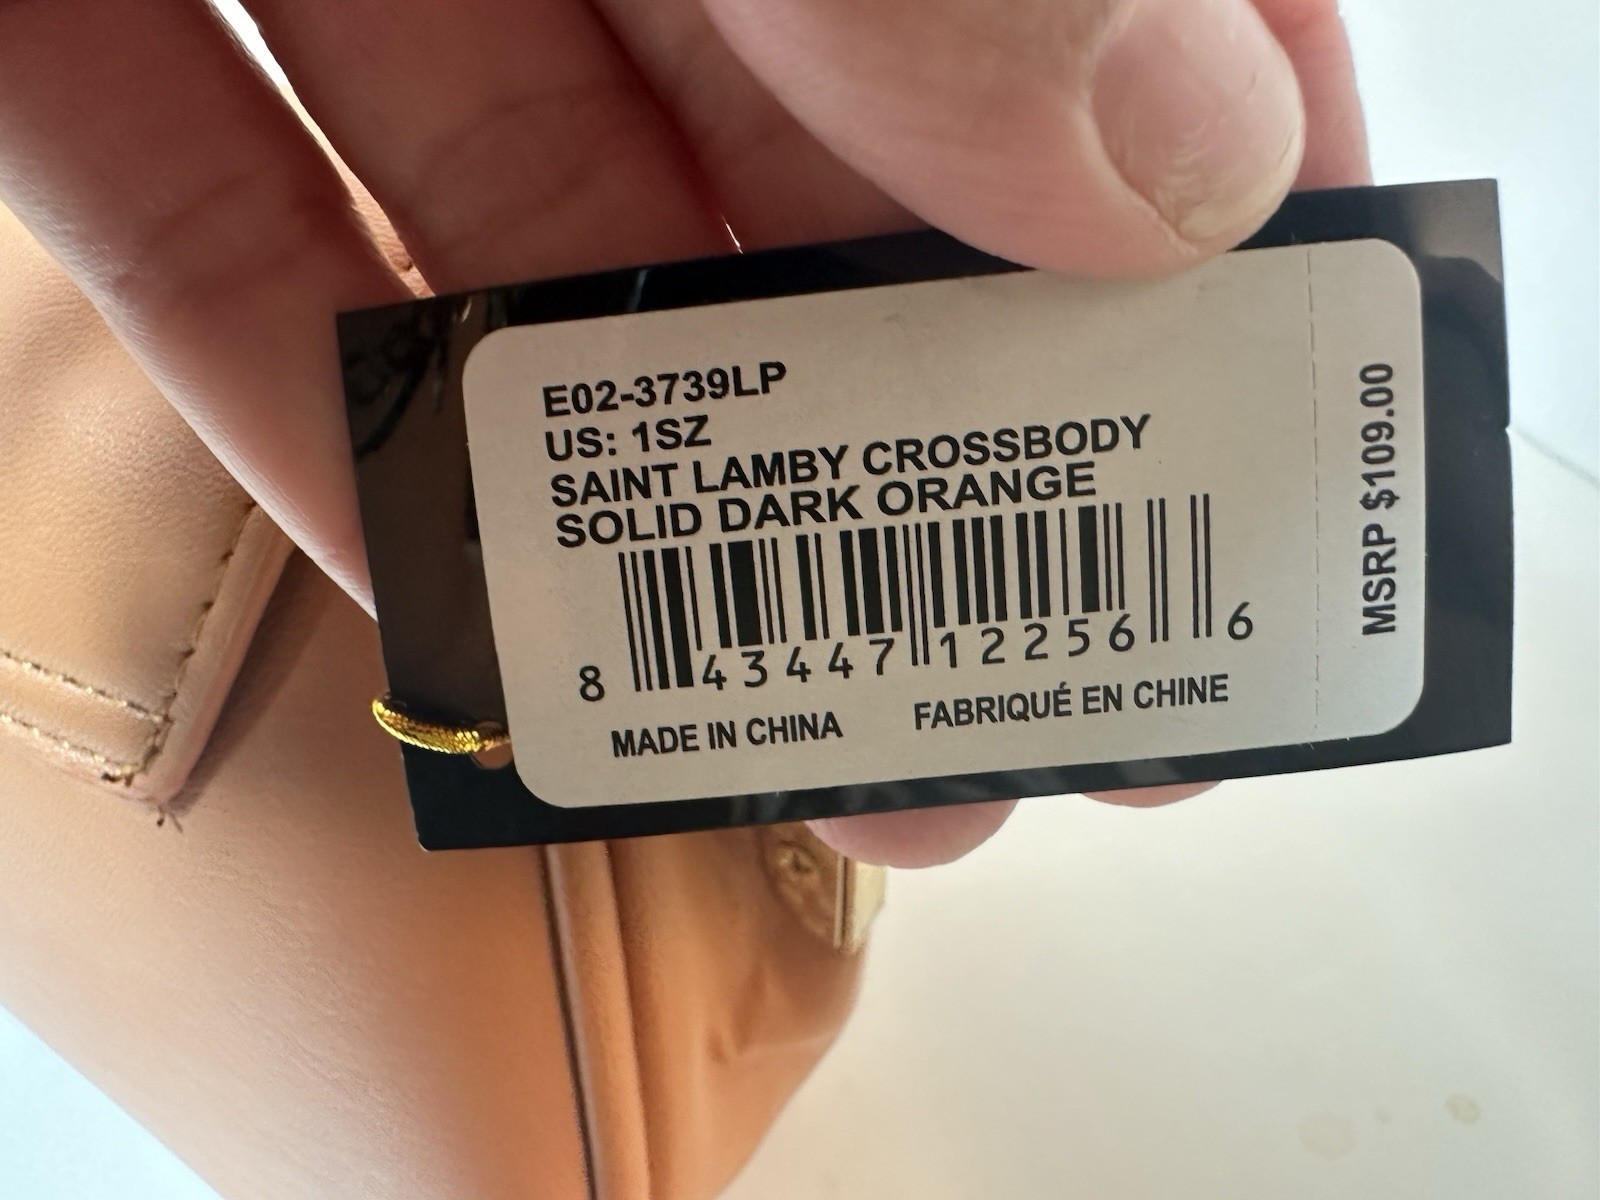 E02-3739LP
US: 1SZ
SAINT LAMBY CROSSBODY
SOLID DARK ORANGE
8 43447 12256 6
MADE IN CHINA FABRIQUÉ EN CHINE
MSRP $109.00